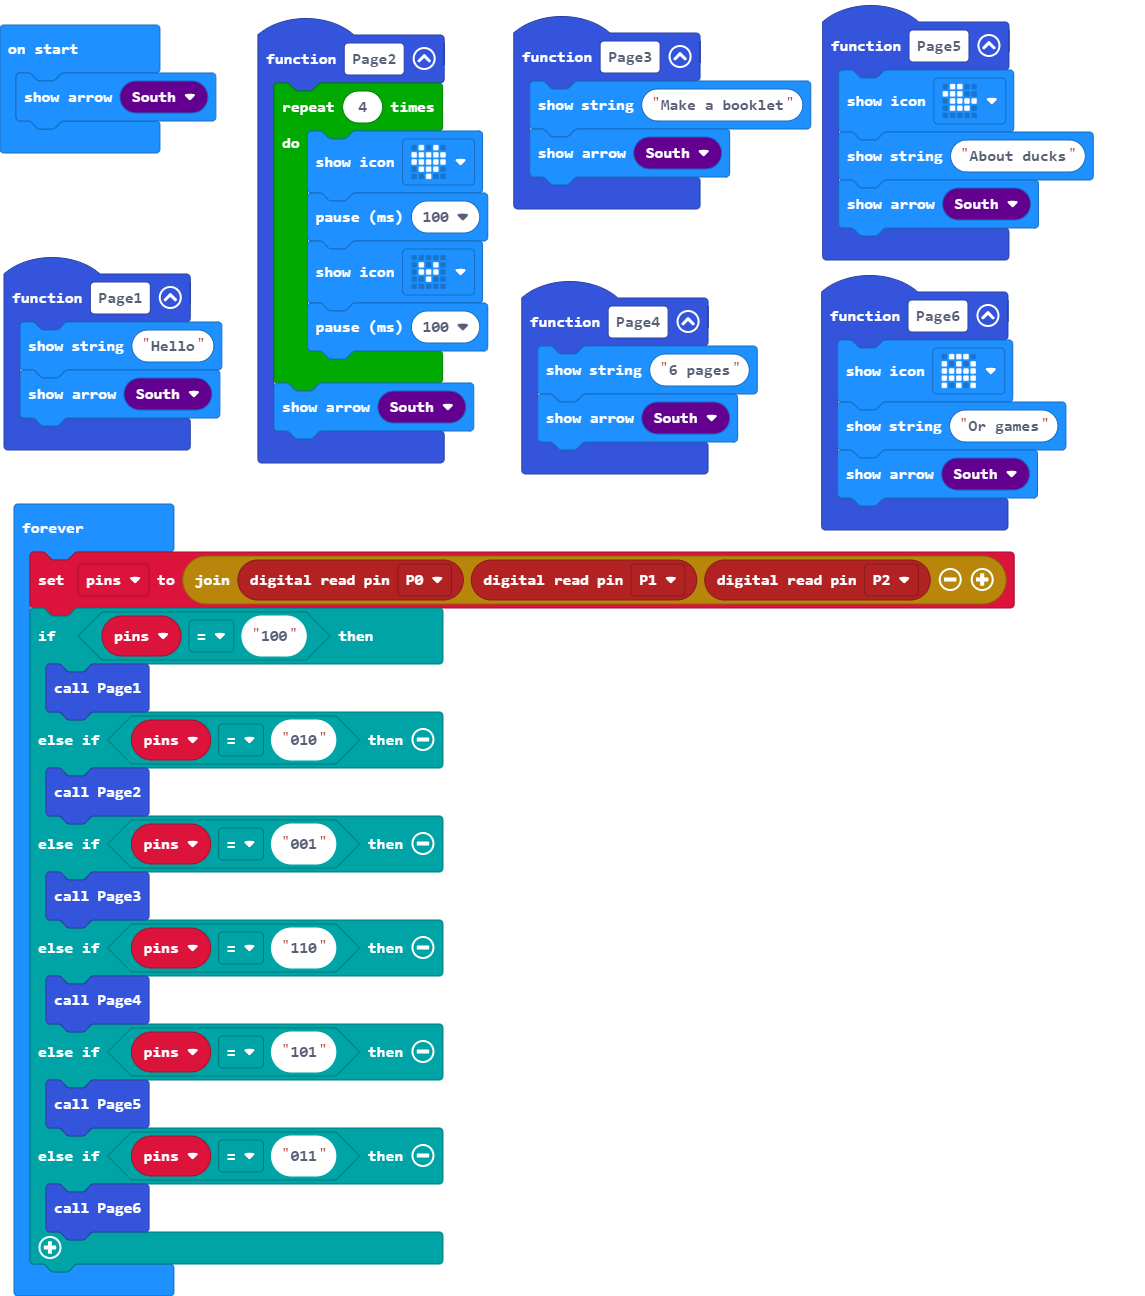 on start
show arrow South
function Page1
show string "Hello"
show arrow South
function Page2
repeat 4 times
do
show icon
pause (ms) 100
show icon
pause (ms) 100
show arrow South
function Page3
show string "Make a booklet"
show arrow South
function Page4
show string "6 pages"
show arrow South
function Page5
show icon
show string "About ducks"
show arrow South
function Page6
show icon
show string "Or games"
show arrow South
forever
set pins to join digital read pin P0 digital read pin P1 digital read pin P2
if pins = "100" then
call Page1
else if pins = "010" then
call Page2
else if pins = "001" then
call Page3
else if pins = "110" then
call Page4
else if pins = "101" then
call Page5
else if pins = "011" then
call Page6